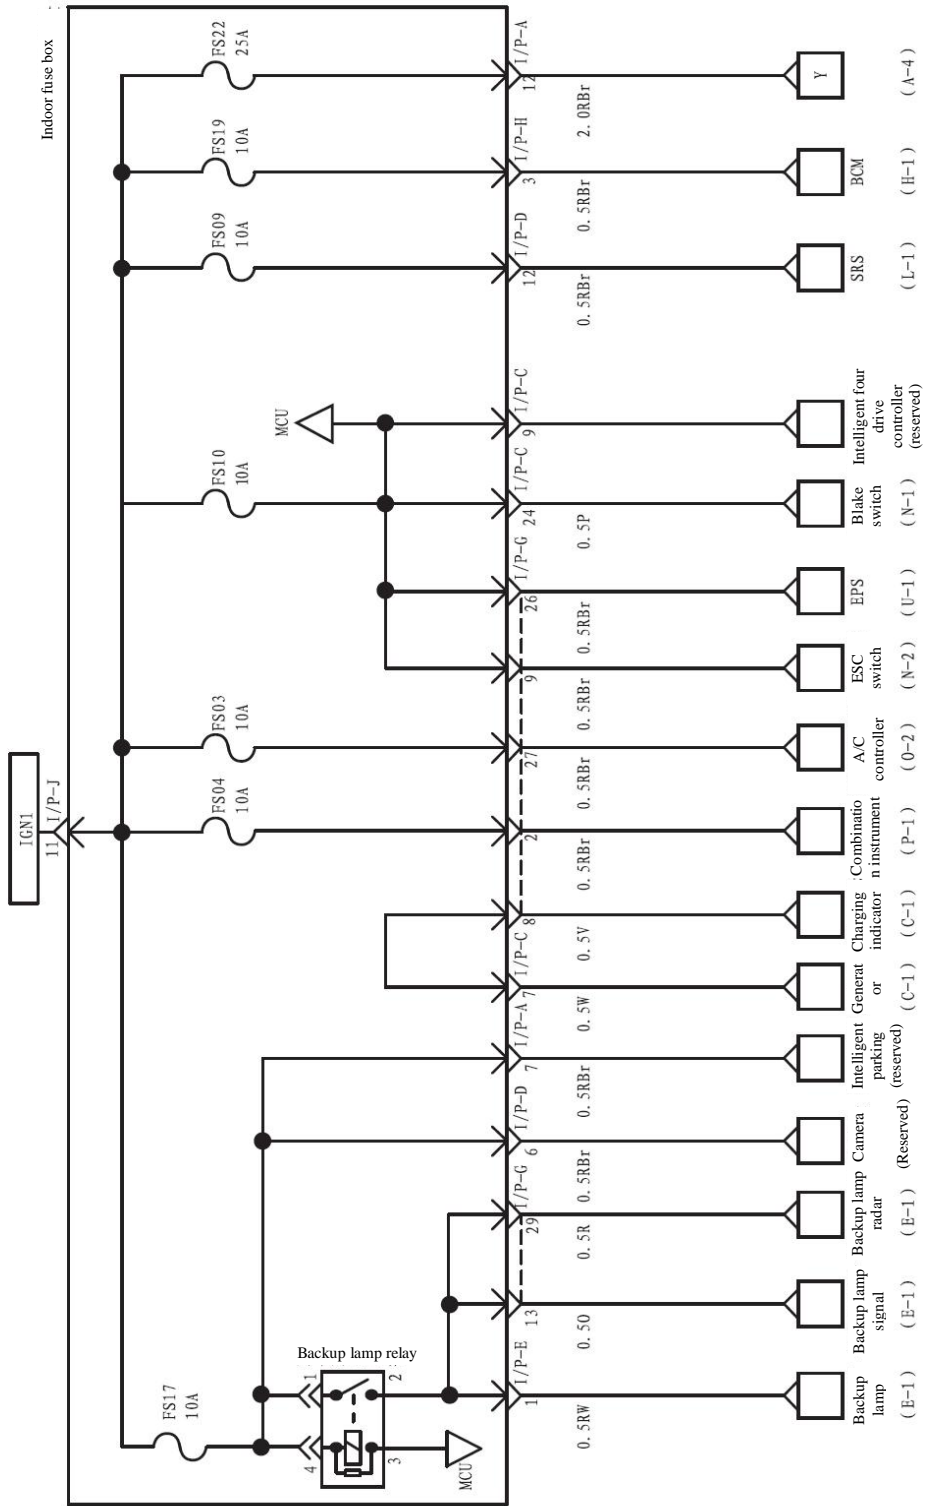 Indoor fuse box
IGN1
11
I/P-J
FS22
25A
FS19
10A
FS09
10A
FS10
10A
FS03
10A
FS04
10A
FS17
10A
MCU
Backup lamp relay
1
2
4
3
MCU
12
I/P-A
3
I/P-H
12
I/P-D
9
I/P-C
24
I/P-C
26
I/P-G
9
27
2
8
7
I/P-C
7
I/P-A
6
I/P-D
29
I/P-G
13
1
I/P-E
2.0RBr
0.5RBr
0.5RBr
0.5P
0.5RBr
0.5RBr
0.5RBr
0.5RBr
0.5V
0.5W
0.5RBr
0.5RBr
0.5R
0.5O
0.5RW
Y
(A-4)
BCM
(H-1)
SRS
(L-1)
Intelligent four
drive
controller
(reserved)
Blake
switch
(N-1)
EPS
(U-1)
ESC
switch
(N-2)
A/C
controller
(O-2)
Combinatio
n instrument
(P-1)
Charging
indicator
(C-1)
Generat
or
(C-1)
Intelligent
parking
(reserved)
Camera
(Reserved)
Backup lamp
radar
(E-1)
Backup lamp
signal
(E-1)
Backup
lamp
(E-1)